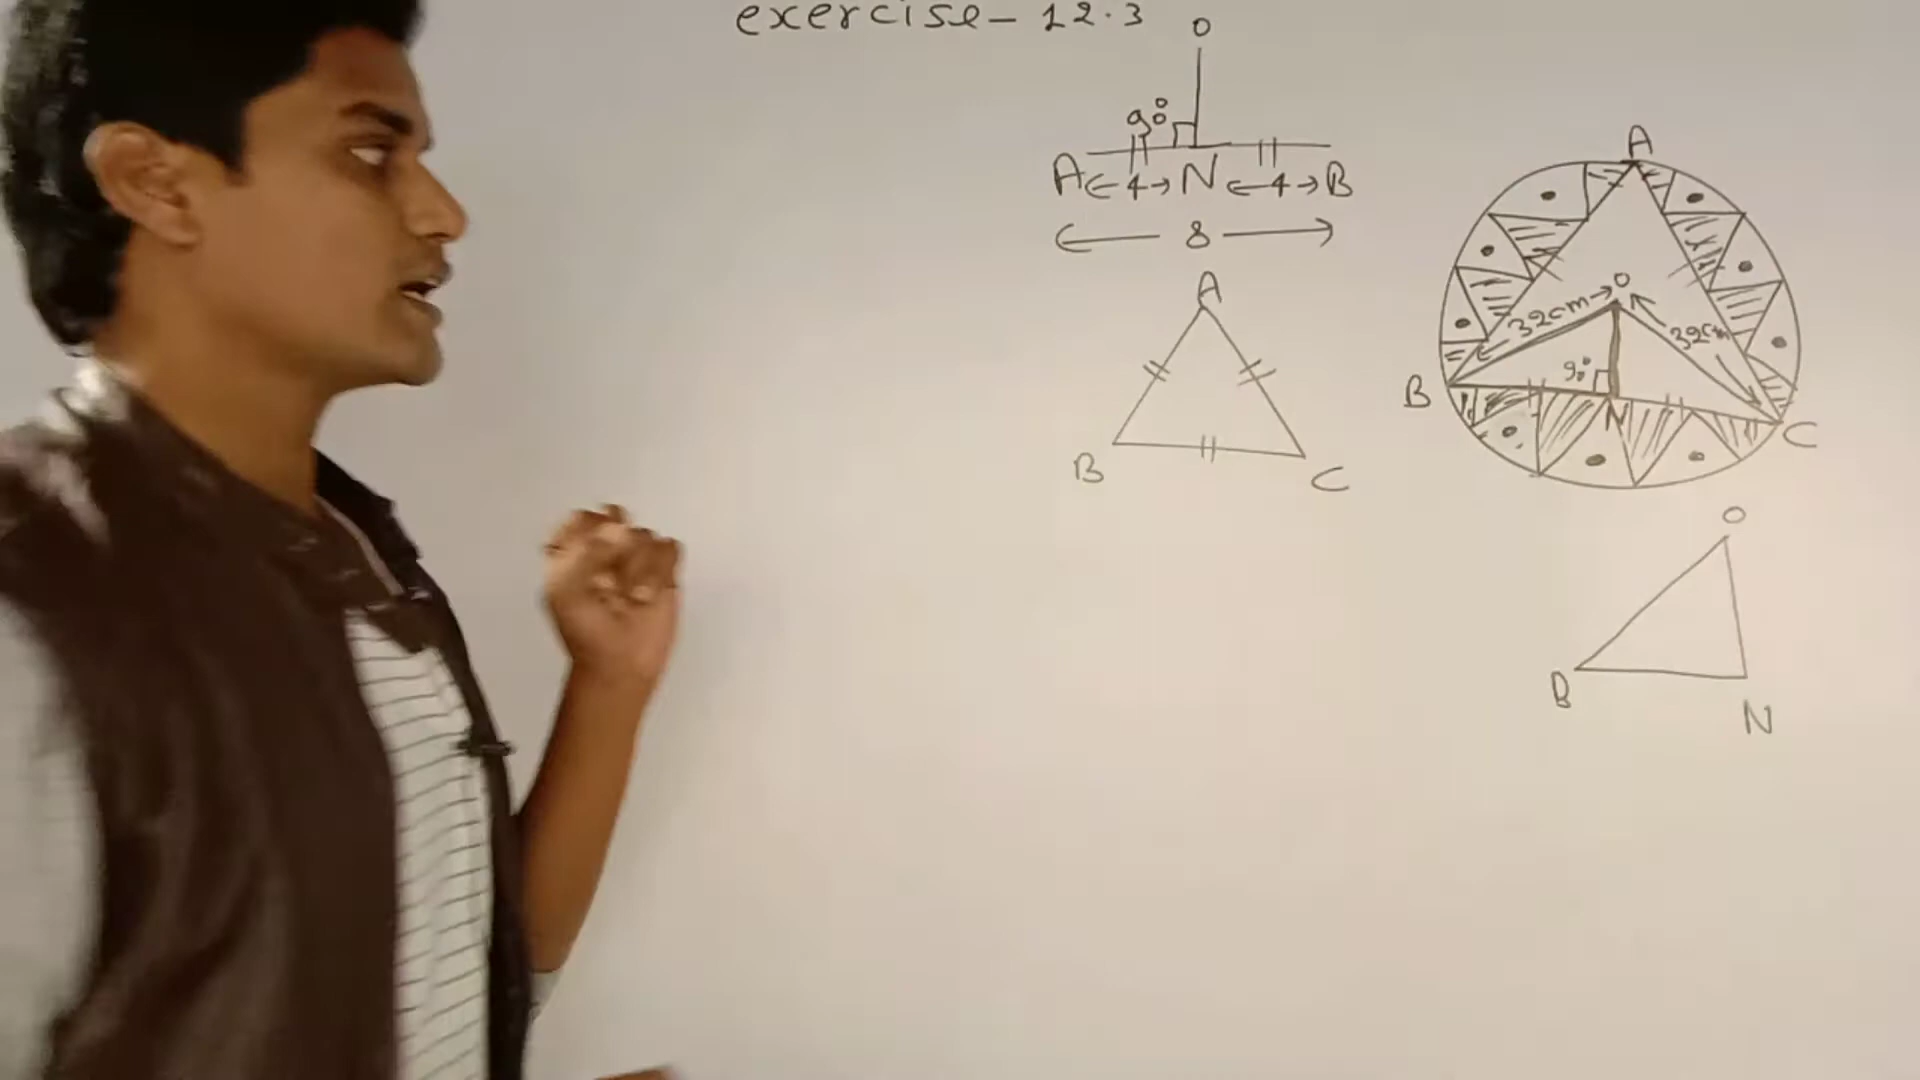 exercise - 12.3
O
90°
A ← 4 → N ← 4 → B
← 8 →
A
B
C
A
O
32cm
32cm
90°
B
N
C
O
B
N